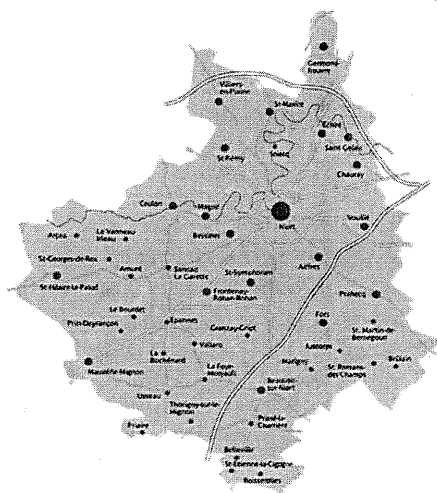 Germond-
Rouvre
Villiers-
en-Plaine
St-Maxire
Echiré
Saint Gelais
Sciecq
St-Rémy
Chauray
Coulon
Magné
Niort
Vouillé
Bessines
Arçais
Le Vanneau
Irleau
St-Georges-de-Rex
Amuré
Sansais
La Garette
St-Symphorien
Aiffres
St-Hilaire-la-Palud
Frontenay-
Rohan-Rohan
Prahecq
Le Bourdet
Prin-Deyrançon
Epannes
Granzay-Gript
Fors
St. Martin-de-
Bernegoue
Vallans
Juscorps
La
Rochénard
Mauzé-le-Mignon
La Foye-
Monjault
Marigny
St. Romans-
des-Champs
Brûlain
Beauvoir-
sur-Niort
Usseau
Thorigny-sur-le-
Mignon
Priaire
Prissé-la-
Charrière
Belleville
St-Etienne-la-Cigogne
Boisserolles